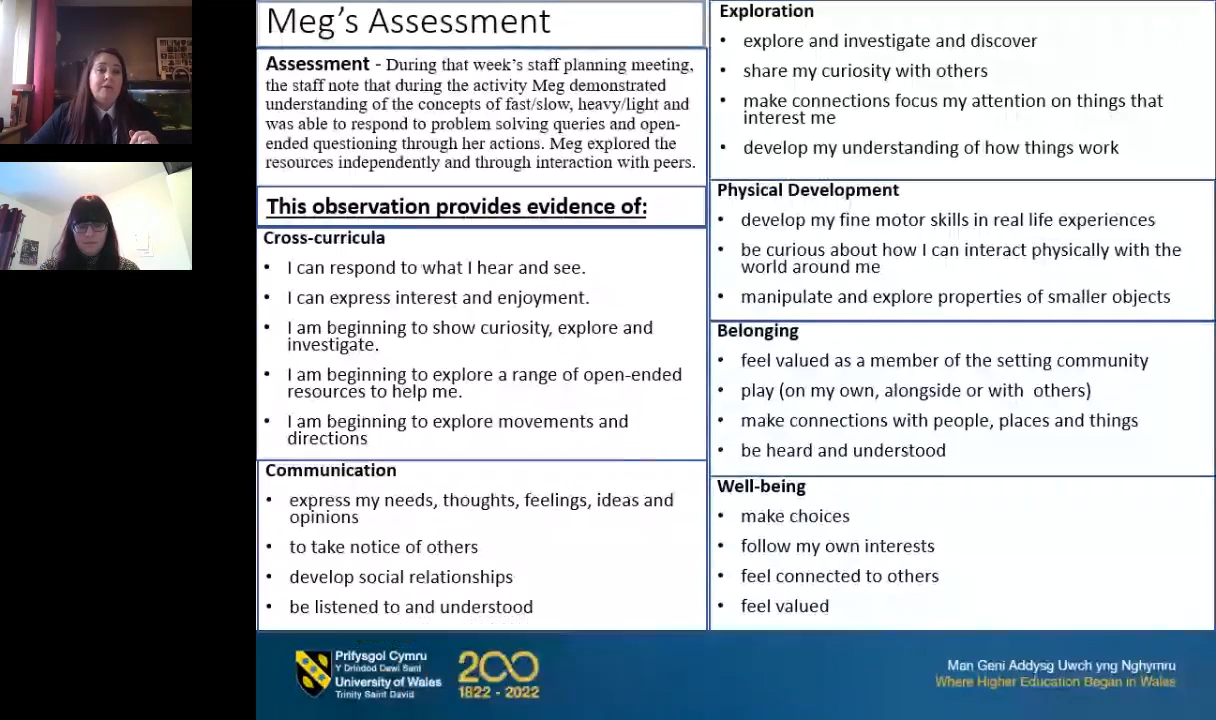 Meg's Assessment
Assessment - During that week's staff planning meeting,
the staff note that during the activity Meg demonstrated
understanding of the concepts of fast/slow, heavy/light and
was able to respond to problem solving queries and open-
ended questioning through her actions. Meg explored the
resources independently and through interaction with peers.
This observation provides evidence of:
Cross-curricula
• I can respond to what I hear and see.
• I can express interest and enjoyment.
• I am beginning to show curiosity, explore and
investigate.
• I am beginning to explore a range of open-ended
resources to help me.
• I am beginning to explore movements and
directions
Communication
• express my needs, thoughts, feelings, ideas and
opinions
• to take notice of others
• develop social relationships
• be listened to and understood
Exploration
• explore and investigate and discover
• share my curiosity with others
• make connections focus my attention on things that
interest me
• develop my understanding of how things work
Physical Development
• develop my fine motor skills in real life experiences
• be curious about how I can interact physically with the
world around me
• manipulate and explore properties of smaller objects
Belonging
• feel valued as a member of the setting community
• play (on my own, alongside or with others)
• make connections with people, places and things
• be heard and understood
Well-being
• make choices
• follow my own interests
• feel connected to others
• feel valued
Prifysgol Cymru
Y Drindod Dewi Sant
University of Wales
Trinity Saint David
200
1822 - 2022
Man Geni Addysg Uwch yng Nghymru
Where Higher Education Began in Wales